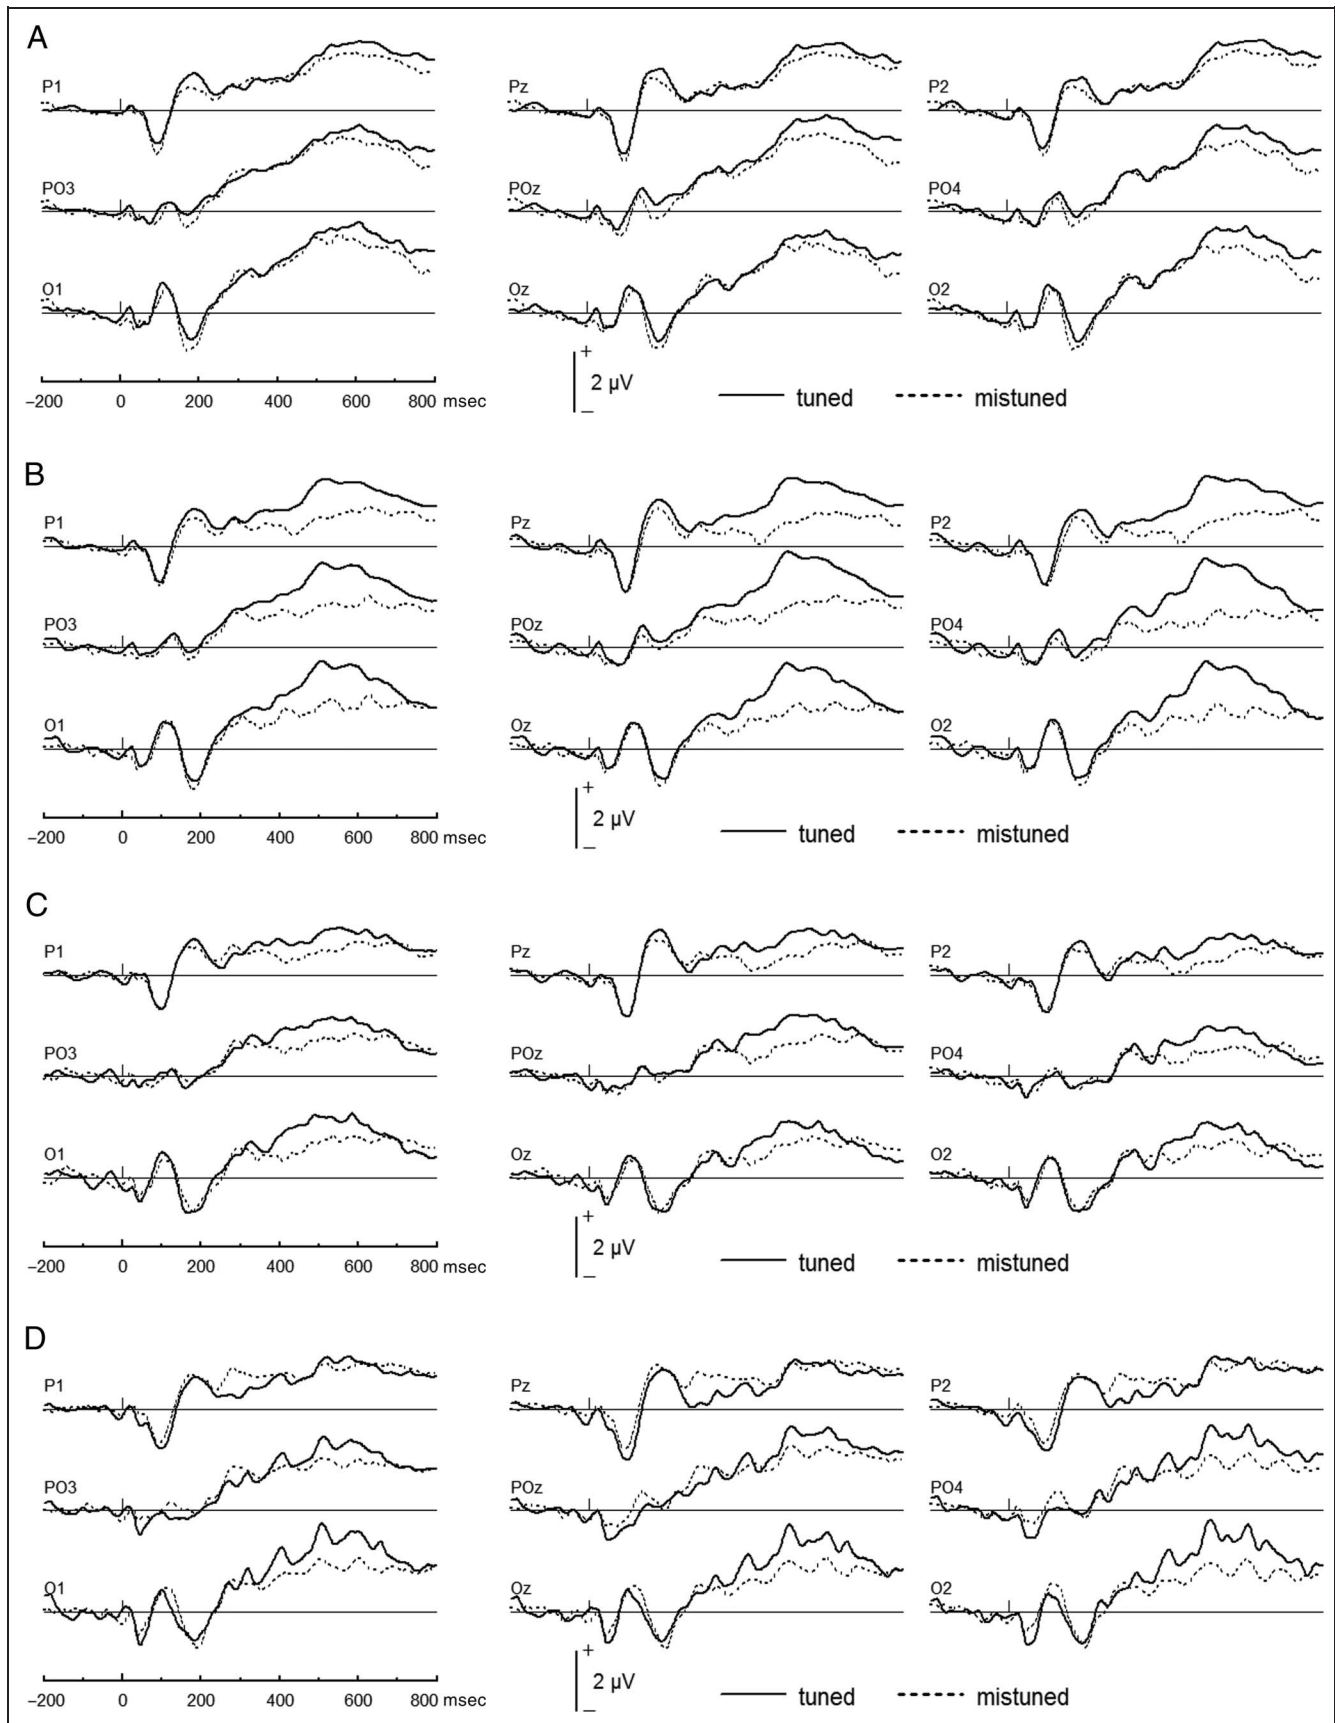 A
P1 Pz P2
PO3 POz PO4
O1 Oz O2
+
2 µV
–
tuned mistuned
–200 0 200 400 600 800 msec
B
P1 Pz P2
PO3 POz PO4
O1 Oz O2
+
2 µV
–
tuned mistuned
–200 0 200 400 600 800 msec
C
P1 Pz P2
PO3 POz PO4
O1 Oz O2
+
2 µV
–
tuned mistuned
–200 0 200 400 600 800 msec
D
P1 Pz P2
PO3 POz PO4
O1 Oz O2
+
2 µV
–
tuned mistuned
–200 0 200 400 600 800 msec